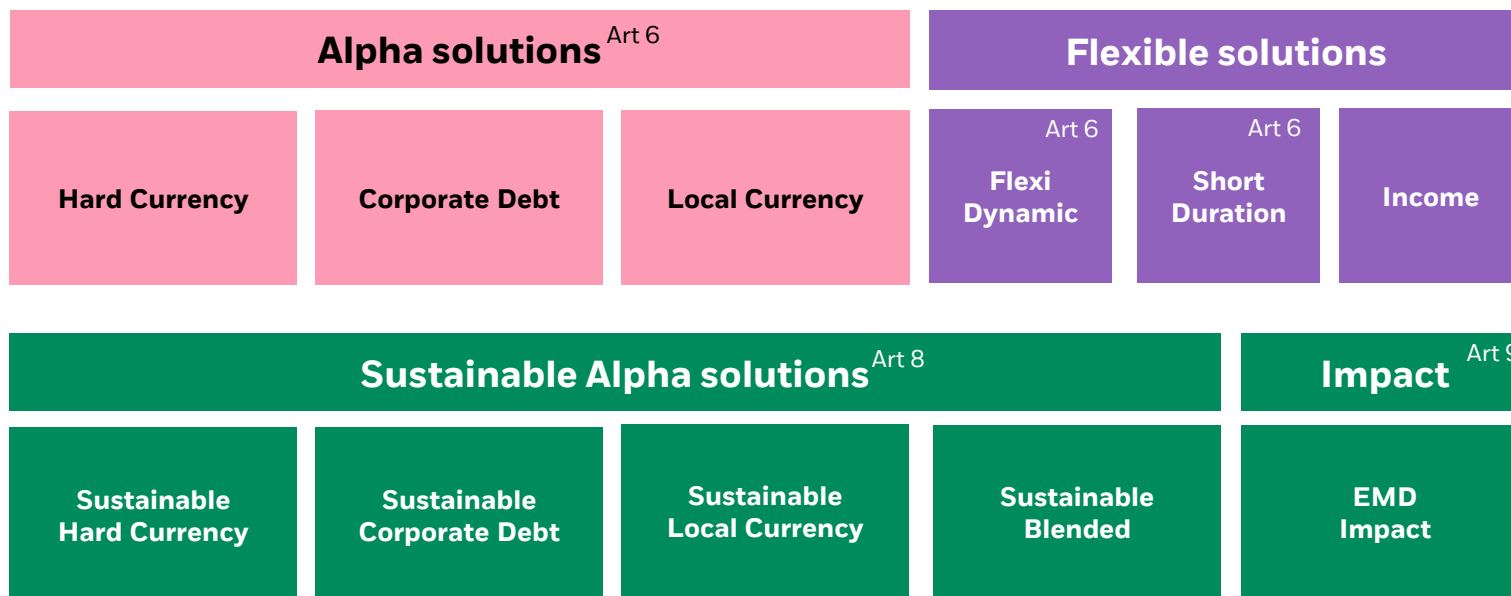 Alpha solutions Art 6
Flexible solutions
Hard Currency
Corporate Debt
Local Currency
Art 6
Flexi
Dynamic
Art 6
Short
Duration
Income
Sustainable Alpha solutions Art 8
Impact Art 9
Sustainable
Hard Currency
Sustainable
Corporate Debt
Sustainable
Local Currency
Sustainable
Blended
EMD
Impact